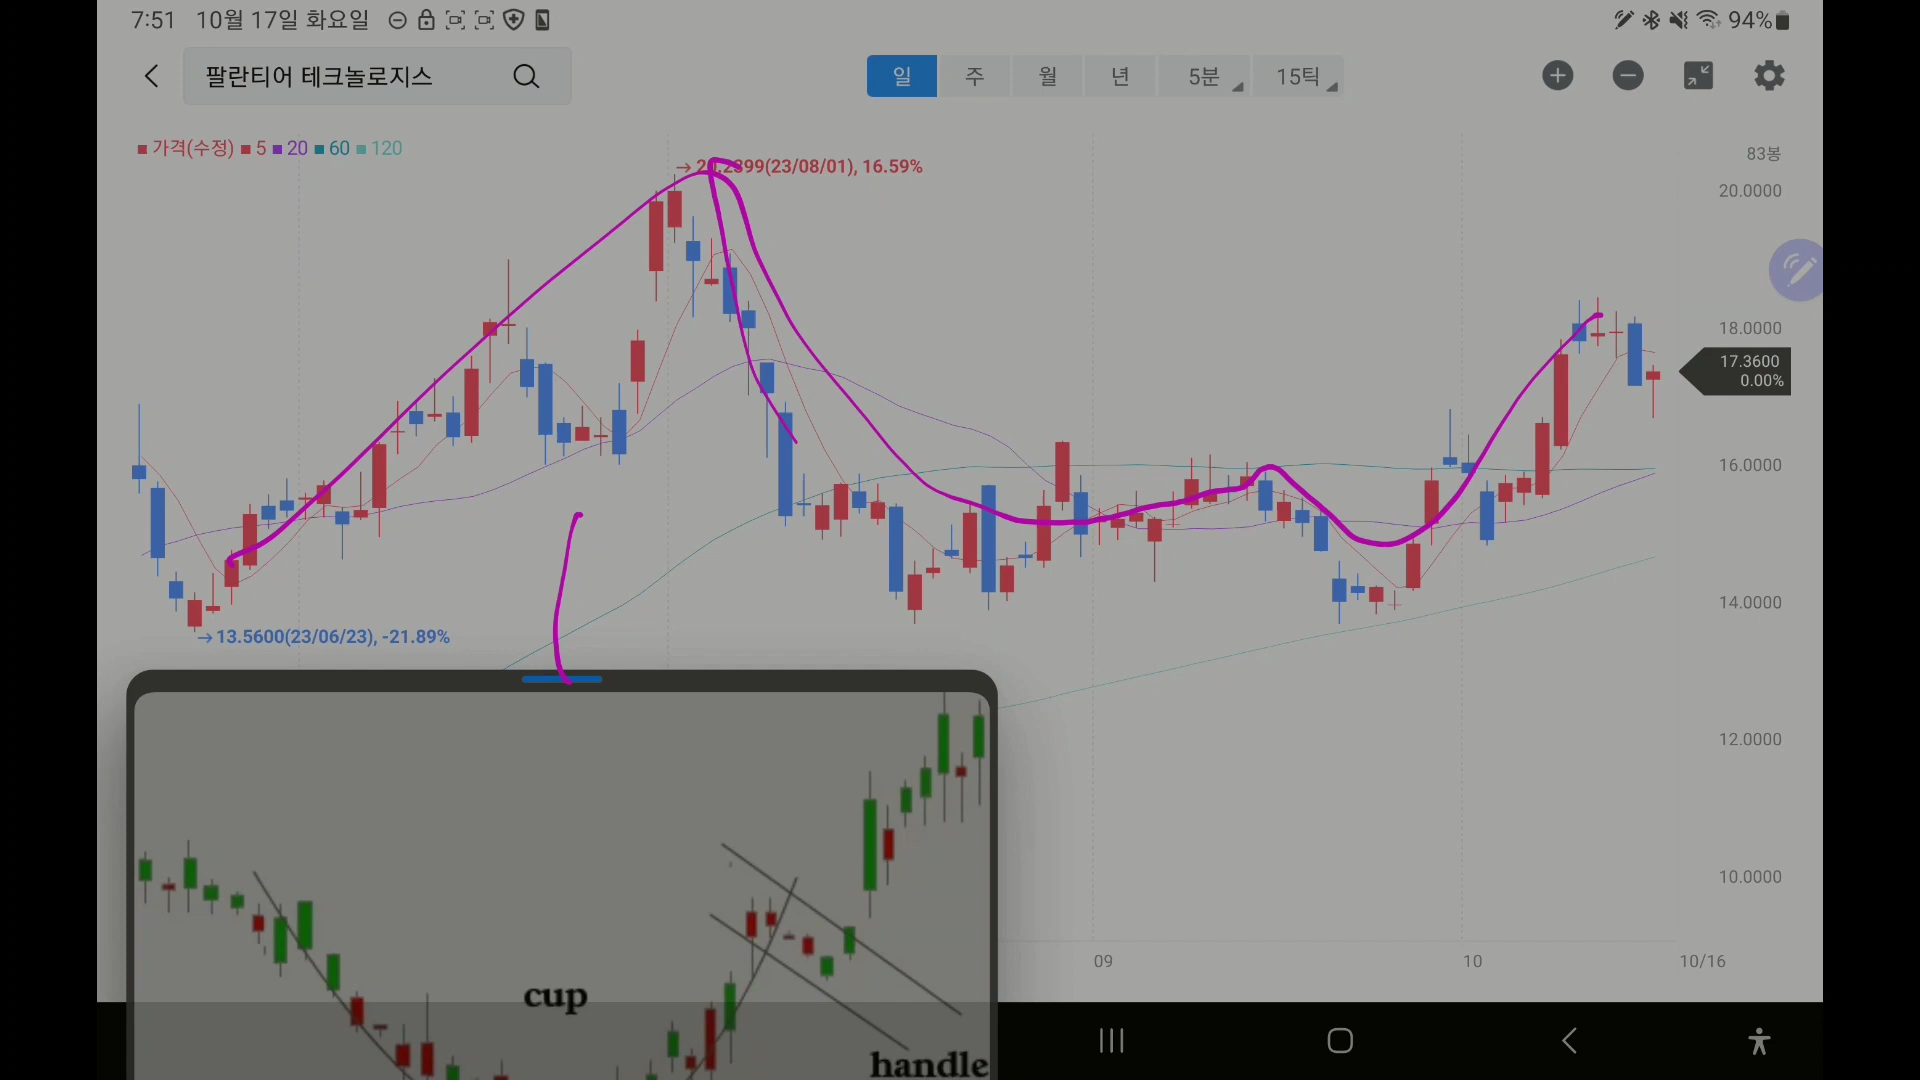 7:51 10월 17일 화요일 94%
팔란티어 테크놀로지스
일 주 월 년 5분 15틱
가격(수정) 5 20 60 120
(23/08/01), 16.59%
83봉
20.0000
18.0000
17.3600
0.00%
16.0000
14.0000
13.5600(23/06/23), -21.89%
12.0000
10.0000
09 10 10/16
cup
handle